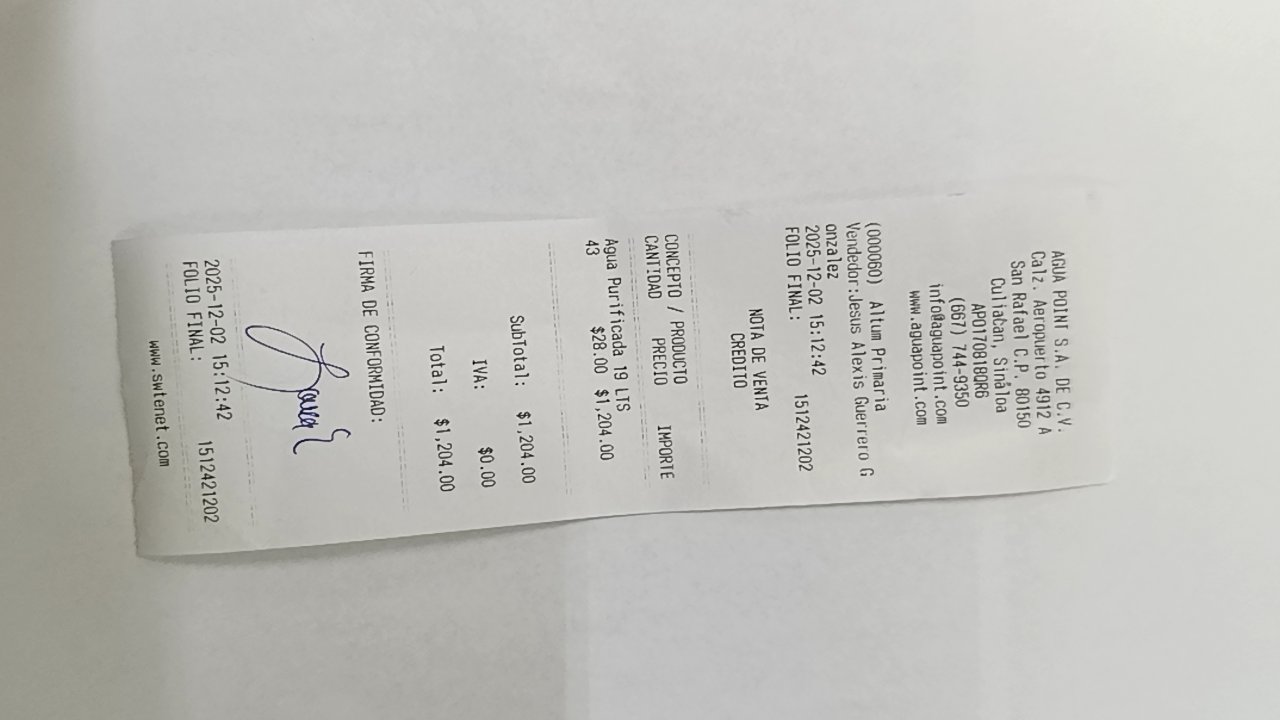 AGUA POINT S.A. DE C.V.
Calz. Aeropuerto 4912 A
San Rafael C.P. 80150
Culiacan, Sinaloa
APO170818QR6
(667) 744-9350
info@aguapoint.com
www.aguapoint.com
(000060) Altum Primaria
Vendedor:Jesus Alexis Guerrero G
onzalez
2025-12-02 15:12:42
FOLIO FINAL: 1512421202
NOTA DE VENTA
CREDITO
CONCEPTO / PRODUCTO
CANTIDAD PRECIO IMPORTE
Agua Purificada 19 LTS
43 $28.00 $1,204.00
SubTotal: $1,204.00
IVA: $0.00
Total: $1,204.00
FIRMA DE CONFORMIDAD:
2025-12-02 15:12:42
FOLIO FINAL: 1512421202
www.swtenet.com